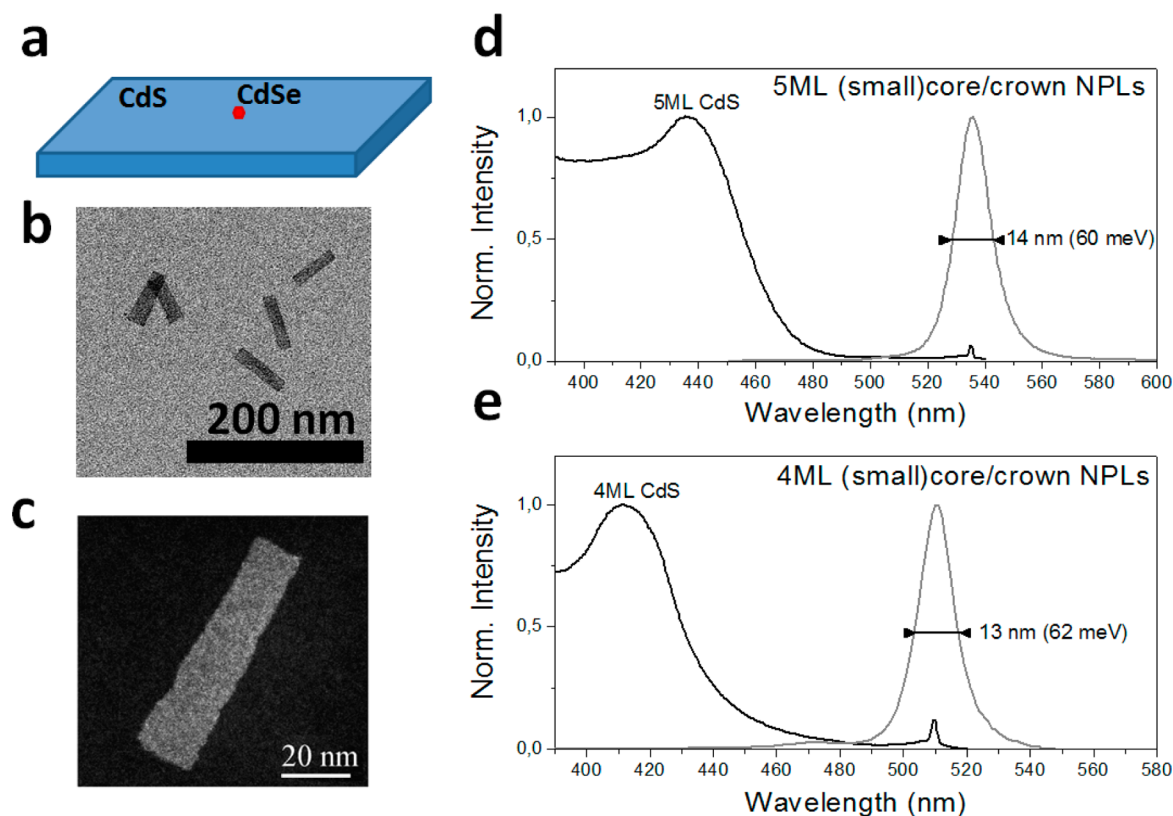 a
CdS
CdSe
b
200 nm
c
20 nm
d
5ML (small)core/crown NPLs
5ML CdS
1,0
0,5
0,0
Norm. Intensity
14 nm (60 meV)
400 420 440 460 480 500 520 540 560 580 600
Wavelength (nm)
e
4ML (small)core/crown NPLs
4ML CdS
1,0
0,5
0,0
Norm. Intensity
13 nm (62 meV)
400 420 440 460 480 500 520 540 560 580
Wavelength (nm)